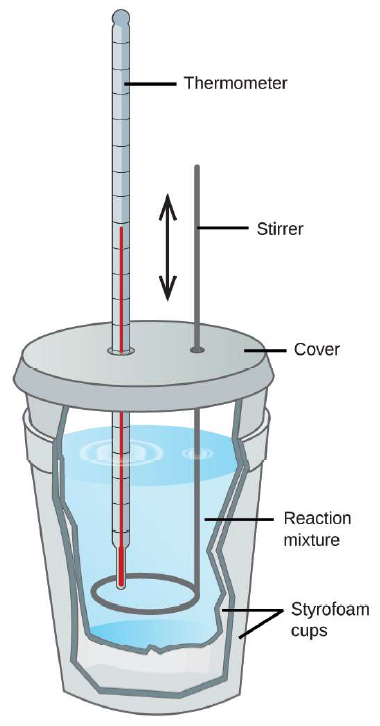 Thermometer
Stirrer
Cover
Reaction
mixture
Styrofoam
cups